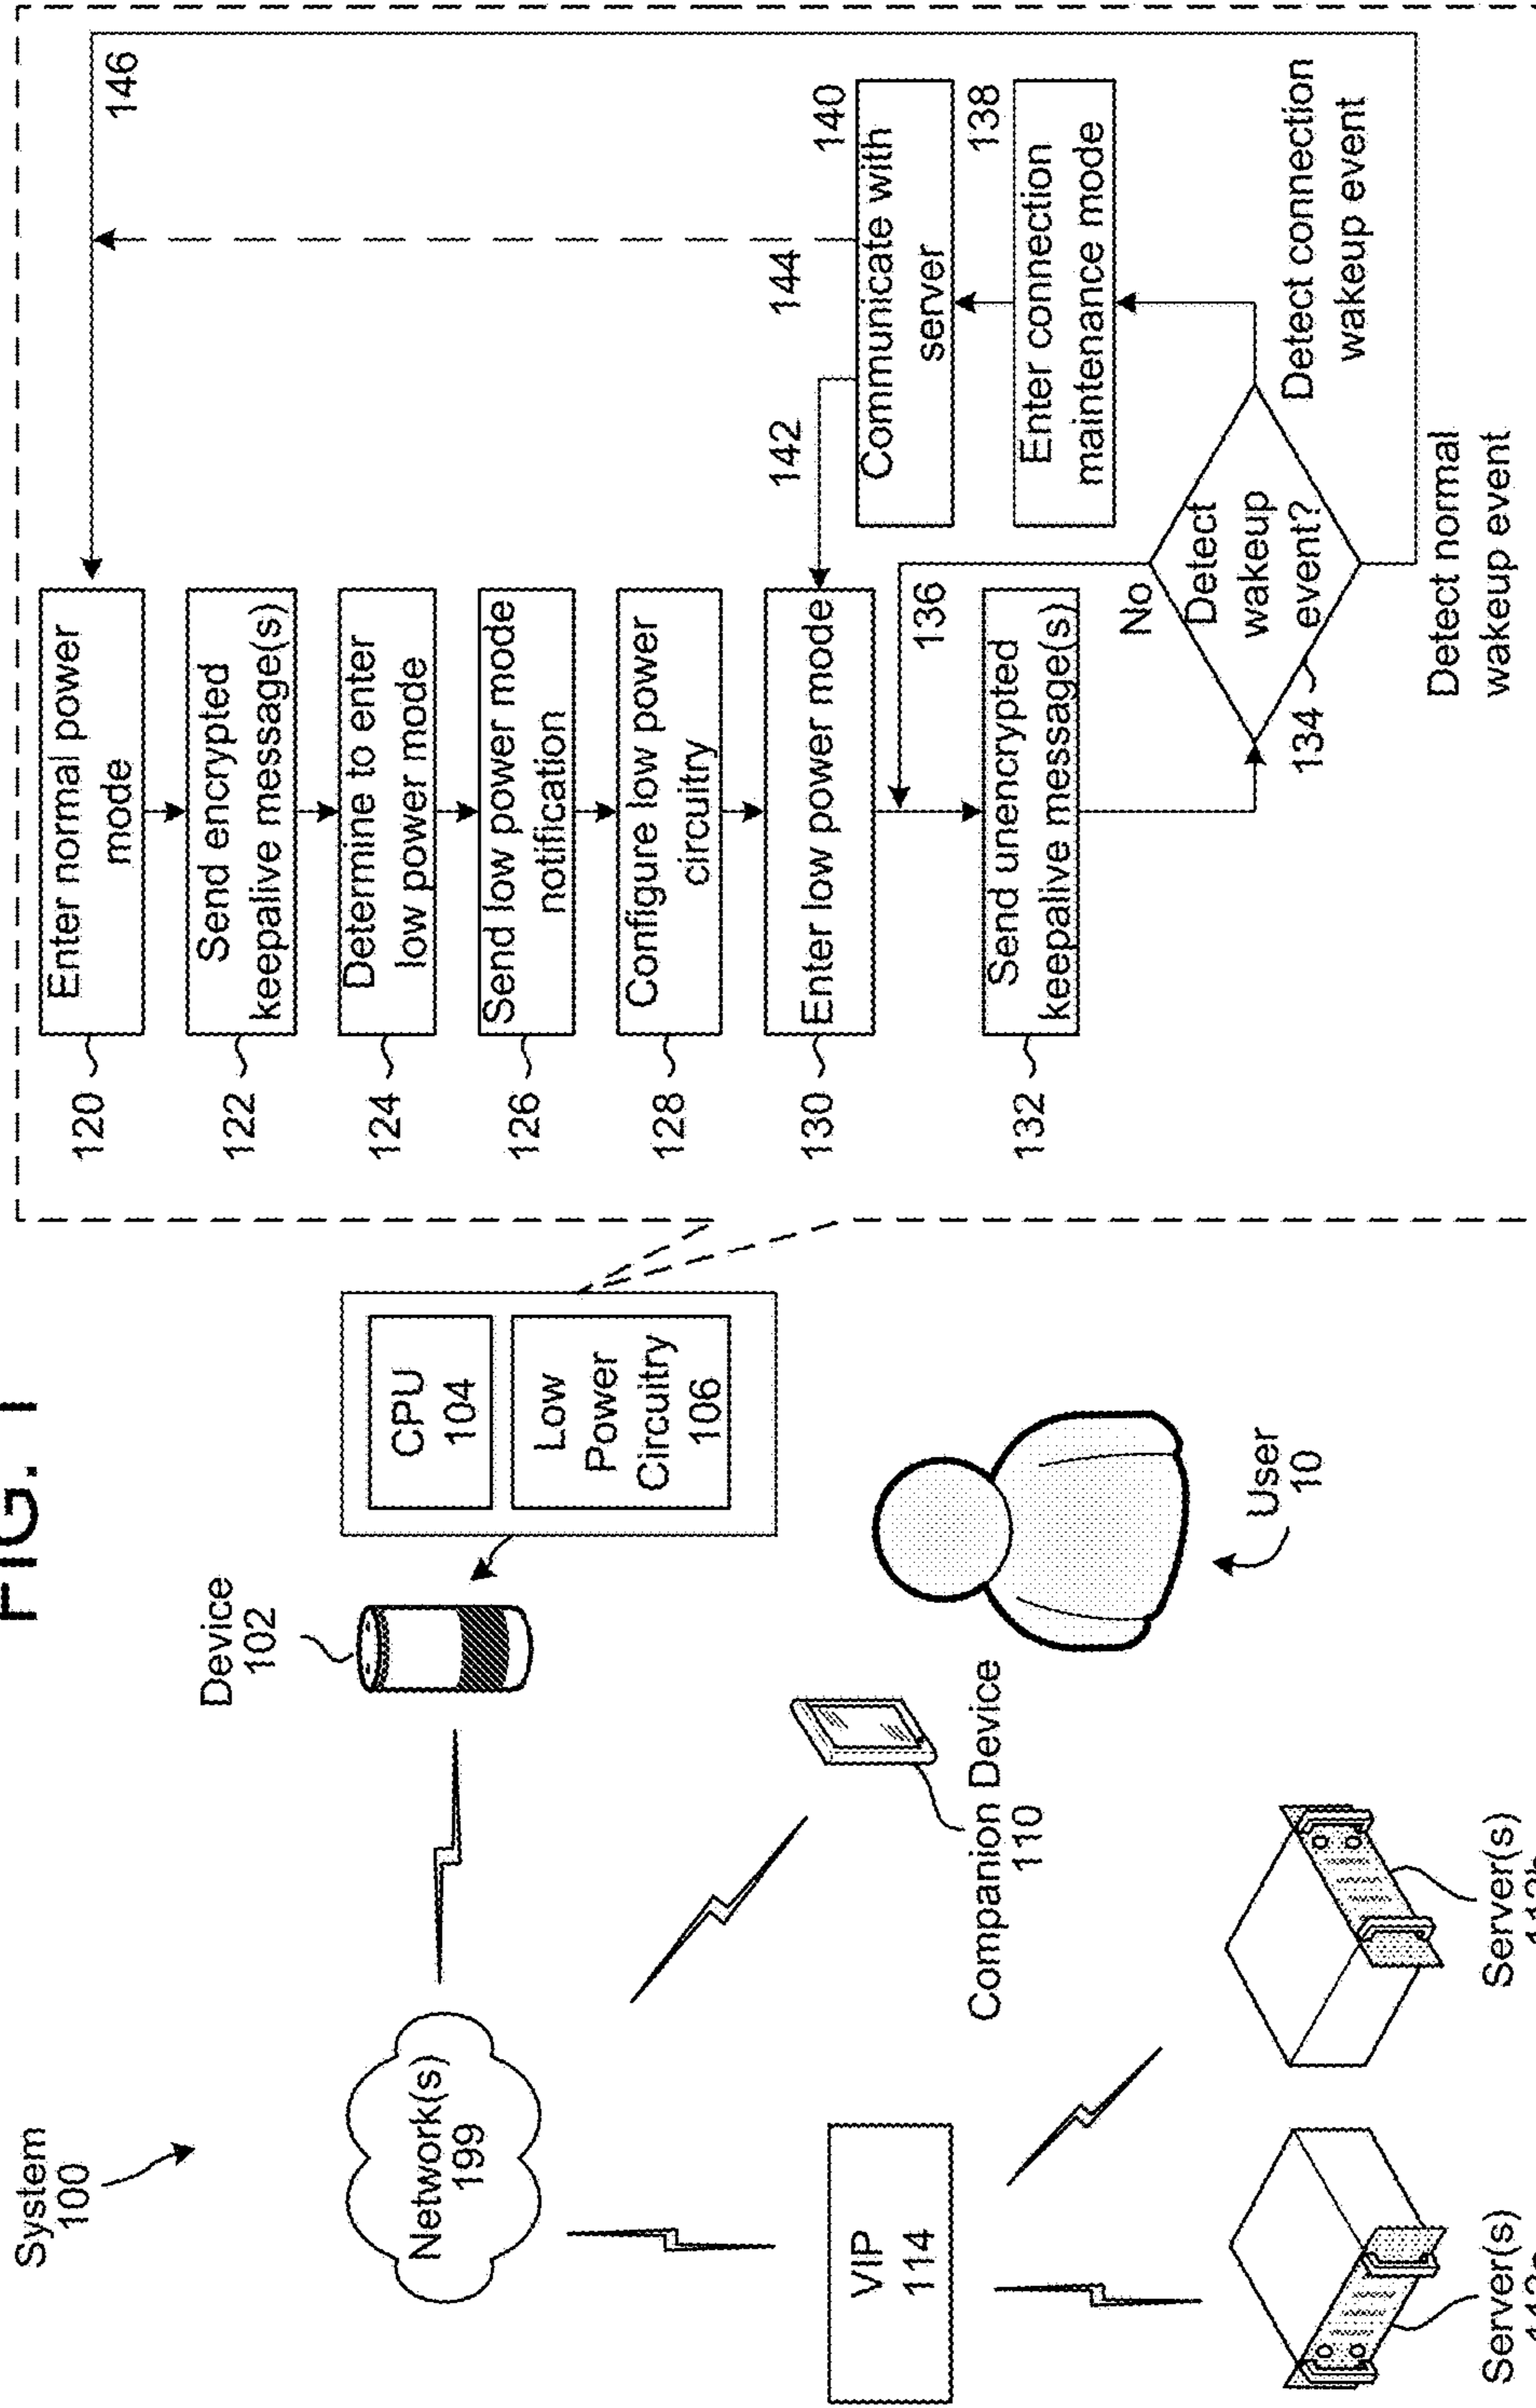 FIG. 1
System
100
Network(s)
199
Device
102
CPU
104
Low
Power
Circuitry
106
Companion Device
110
User
10
VIP
114
Server(s)
Server(s)
120
Enter normal power
mode
122
Send encrypted
keepalive message(s)
124
Determine to enter
low power mode
126
Send low power mode
notification
128
Configure low power
circuitry
130
Enter low power mode
132
Send unencrypted
keepalive message(s)
134
Detect
wakeup
event?
No
136
Detect connection
wakeup event
138
Enter connection
maintenance mode
140
Communicate with
server
142
144
146
Detect normal
wakeup event